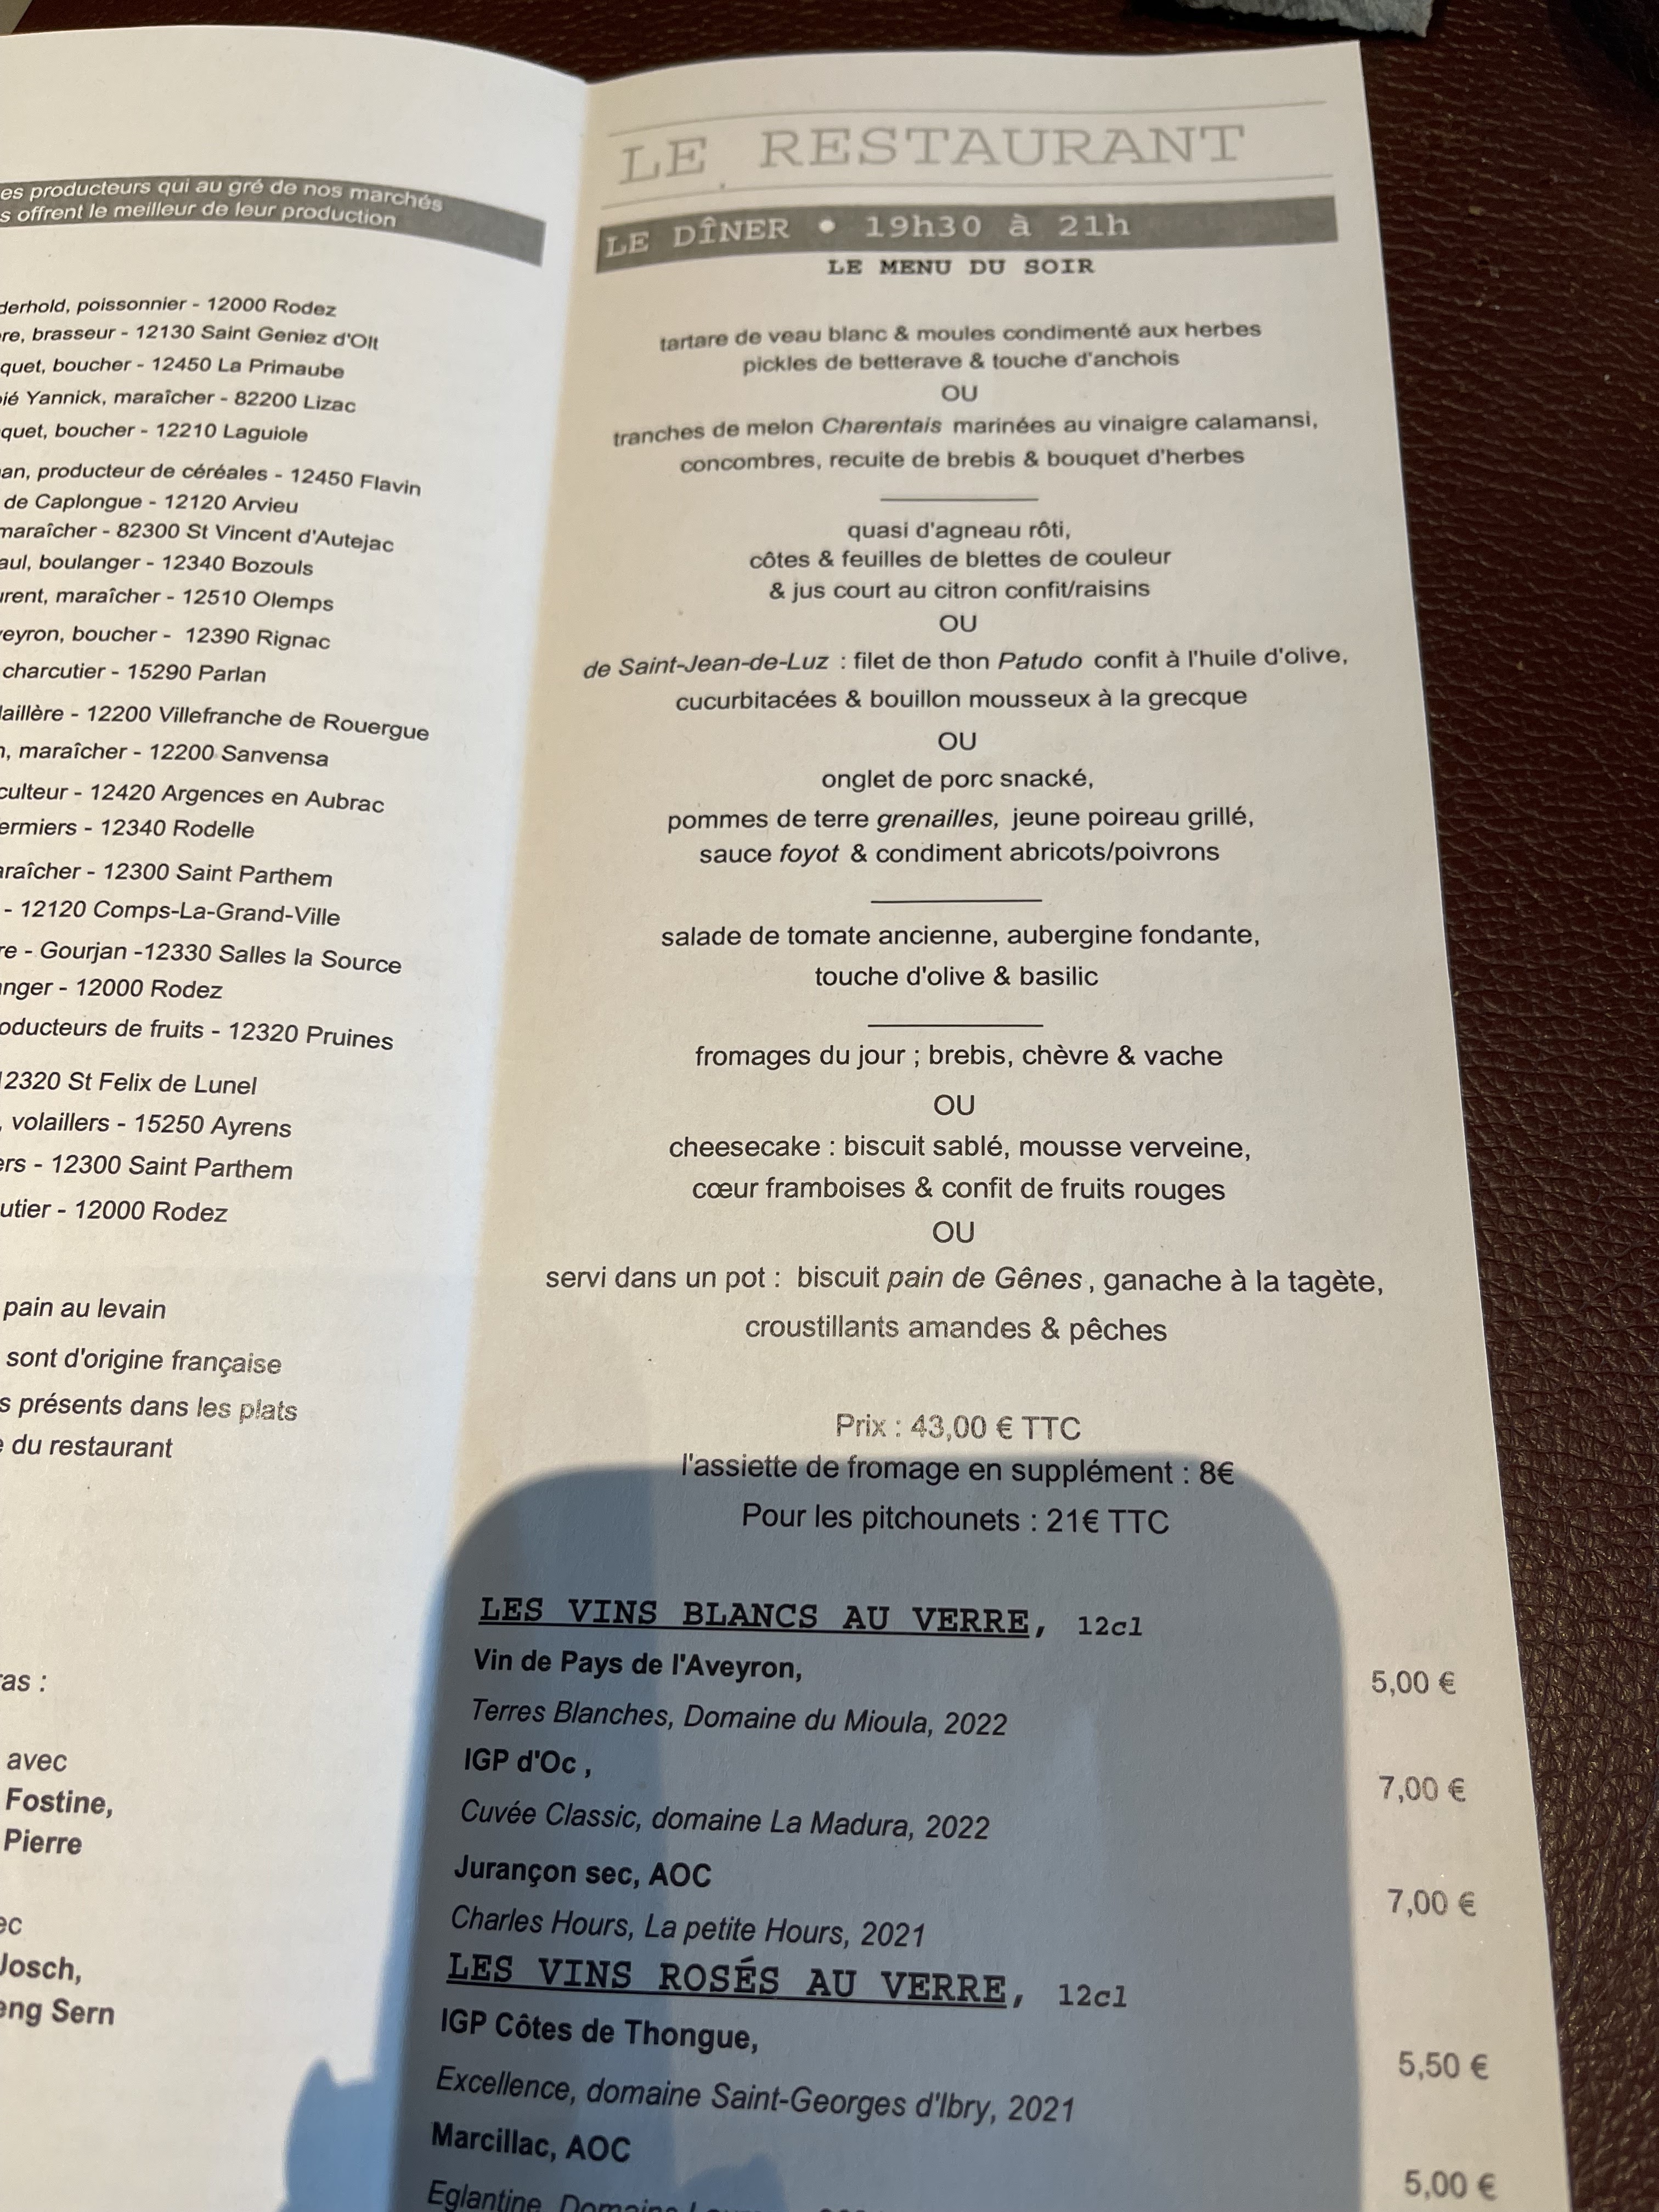 es producteurs qui au gré de nos marchés
s offrent le meilleur de leur production
derhold, poissonnier - 12000 Rodez
re, brasseur - 12130 Saint Geniez d'Olt
quet, boucher - 12450 La Primaube
ié Yannick, maraîcher - 82200 Lizac
quet, boucher - 12210 Laguiole
an, producteur de céréales - 12450 Flavin
de Caplongue - 12120 Arvieu
maraîcher - 82300 St Vincent d'Autejac
aul, boulanger - 12340 Bozouls
urent, maraîcher - 12510 Olemps
eyron, boucher - 12390 Rignac
charcutier - 15290 Parlan
laillère - 12200 Villefranche de Rouergue
n, maraîcher - 12200 Sanvensa
culteur - 12420 Argences en Aubrac
ermiers - 12340 Rodelle
araîcher - 12300 Saint Parthem
- 12120 Comps-La-Grand-Ville
re - Gourjan -12330 Salles la Source
anger - 12000 Rodez
oducteurs de fruits - 12320 Pruines
12320 St Felix de Lunel
, volaillers - 15250 Ayrens
ers - 12300 Saint Parthem
utier - 12000 Rodez
pain au levain
sont d'origine française
s présents dans les plats
e du restaurant
ras :
avec
Fostine,
Pierre
ec
Josch,
eng Sern
LE RESTAURANT
LE DÎNER • 19h30 à 21h
LE MENU DU SOIR
tartare de veau blanc & moules condimenté aux herbes
pickles de betterave & touche d'anchois
OU
tranches de melon Charentais marinées au vinaigre calamansi,
concombres, recuite de brebis & bouquet d'herbes
quasi d'agneau rôti,
côtes & feuilles de blettes de couleur
& jus court au citron confit/raisins
OU
de Saint-Jean-de-Luz : filet de thon Patudo confit à l'huile d'olive,
cucurbitacées & bouillon mousseux à la grecque
OU
onglet de porc snacké,
pommes de terre grenailles, jeune poireau grillé,
sauce foyot & condiment abricots/poivrons
salade de tomate ancienne, aubergine fondante,
touche d'olive & basilic
fromages du jour ; brebis, chèvre & vache
OU
cheesecake : biscuit sablé, mousse verveine,
cœur framboises & confit de fruits rouges
OU
servi dans un pot : biscuit pain de Gênes, ganache à la tagète,
croustillants amandes & pêches
Prix : 43,00 € TTC
l'assiette de fromage en supplément : 8€
Pour les pitchounets : 21€ TTC
LES VINS BLANCS AU VERRE, 12cl
Vin de Pays de l'Aveyron, 5,00 €
Terres Blanches, Domaine du Mioula, 2022
IGP d'Oc , 7,00 €
Cuvée Classic, domaine La Madura, 2022
Jurançon sec, AOC 7,00 €
Charles Hours, La petite Hours, 2021
LES VINS ROSÉS AU VERRE, 12cl
IGP Côtes de Thongue, 5,50 €
Excellence, domaine Saint-Georges d'Ibry, 2021
Marcillac, AOC 5,00 €
Eglantine, Domaine